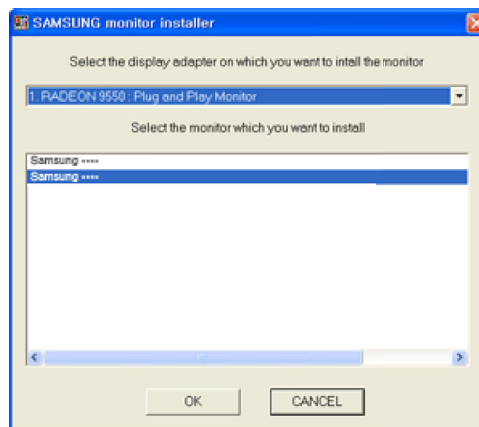 SAMSUNG monitor installer
Select the display adapter on which you want to intall the monitor
1. RADEON 9550 : Plug and Play Monitor
Select the monitor which you want to install
Samsung ----
Samsung ----
OK
CANCEL